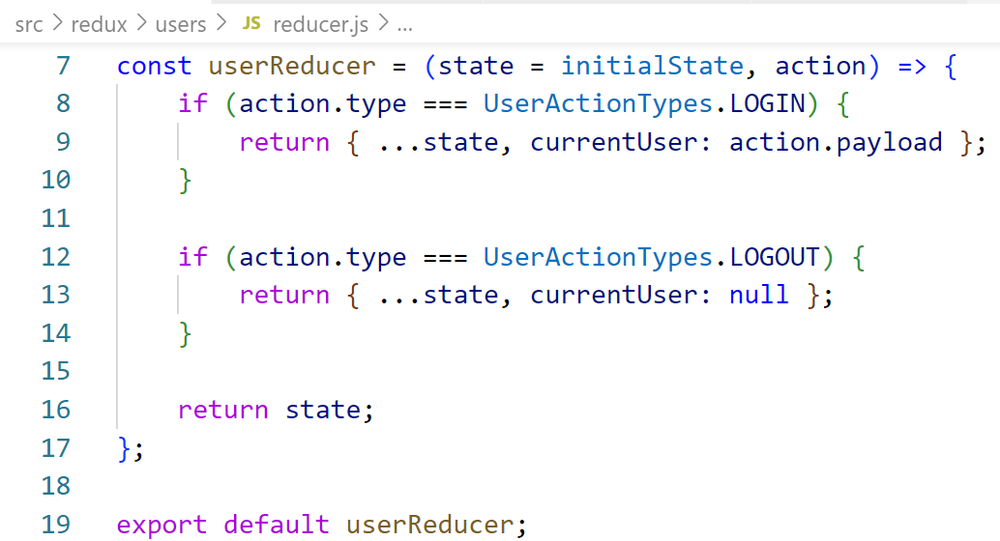 src > redux > users > JS reducer.js > ...
7 const userReducer = (state = initialState, action) => {
8     if (action.type === UserActionTypes.LOGIN) {
9         return { ...state, currentUser: action.payload };
10     }
11
12     if (action.type === UserActionTypes.LOGOUT) {
13         return { ...state, currentUser: null };
14     }
15
16     return state;
17 };
18
19 export default userReducer;